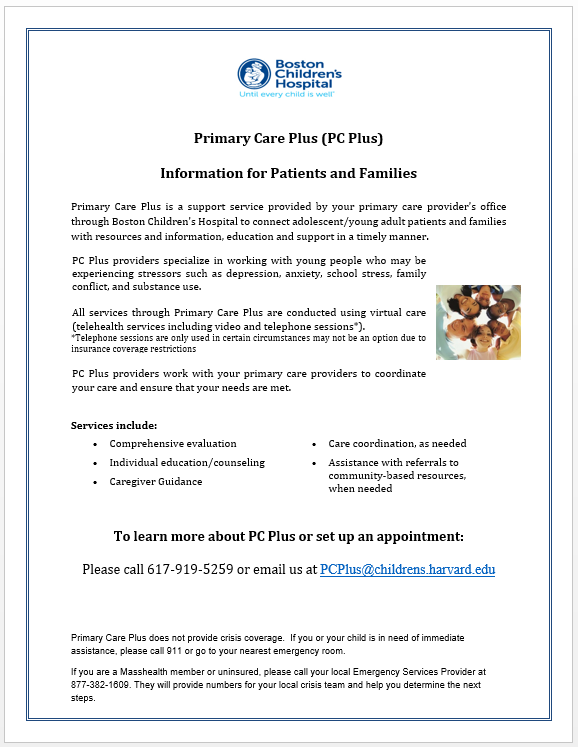 Boston
Children's
Hospital
Until every child is well™
Primary Care Plus (PC Plus)
Information for Patients and Families
Primary Care Plus is a support service provided by your primary care provider's office
through Boston Children's Hospital to connect adolescent/young adult patients and families
with resources and information, education and support in a timely manner.
PC Plus providers specialize in working with young people who may be
experiencing stressors such as depression, anxiety, school stress, family
conflict, and substance use.
All services through Primary Care Plus are conducted using virtual care
(telehealth services including video and telephone sessions*).
*Telephone sessions are only used in certain circumstances may not be an option due to
insurance coverage restrictions
PC Plus providers work with your primary care providers to coordinate
your care and ensure that your needs are met.
Services include:
• Comprehensive evaluation
• Individual education/counseling
• Caregiver Guidance
• Care coordination, as needed
• Assistance with referrals to
community-based resources,
when needed
To learn more about PC Plus or set up an appointment:
Please call 617-919-5259 or email us at PCPlus@childrens.harvard.edu
Primary Care Plus does not provide crisis coverage.  If you or your child is in need of immediate
assistance, please call 911 or go to your nearest emergency room.
If you are a Masshealth member or uninsured, please call your local Emergency Services Provider at
877-382-1609. They will provide numbers for your local crisis team and help you determine the next
steps.